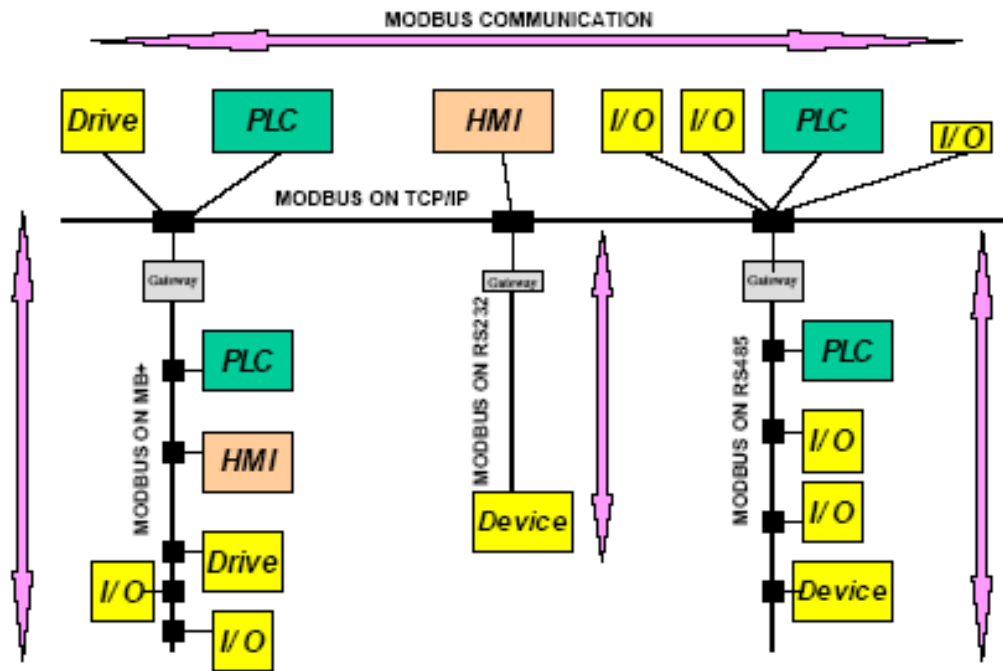 MODBUS COMMUNICATION
Drive
PLC
HMI
I/O
I/O
PLC
I/O
MODBUS ON TCP/IP
Gateway
Gateway
Gateway
MODBUS ON MB+
PLC
HMI
Drive
I/O
I/O
MODBUS ON RS232
Device
MODBUS ON RS485
PLC
I/O
I/O
Device